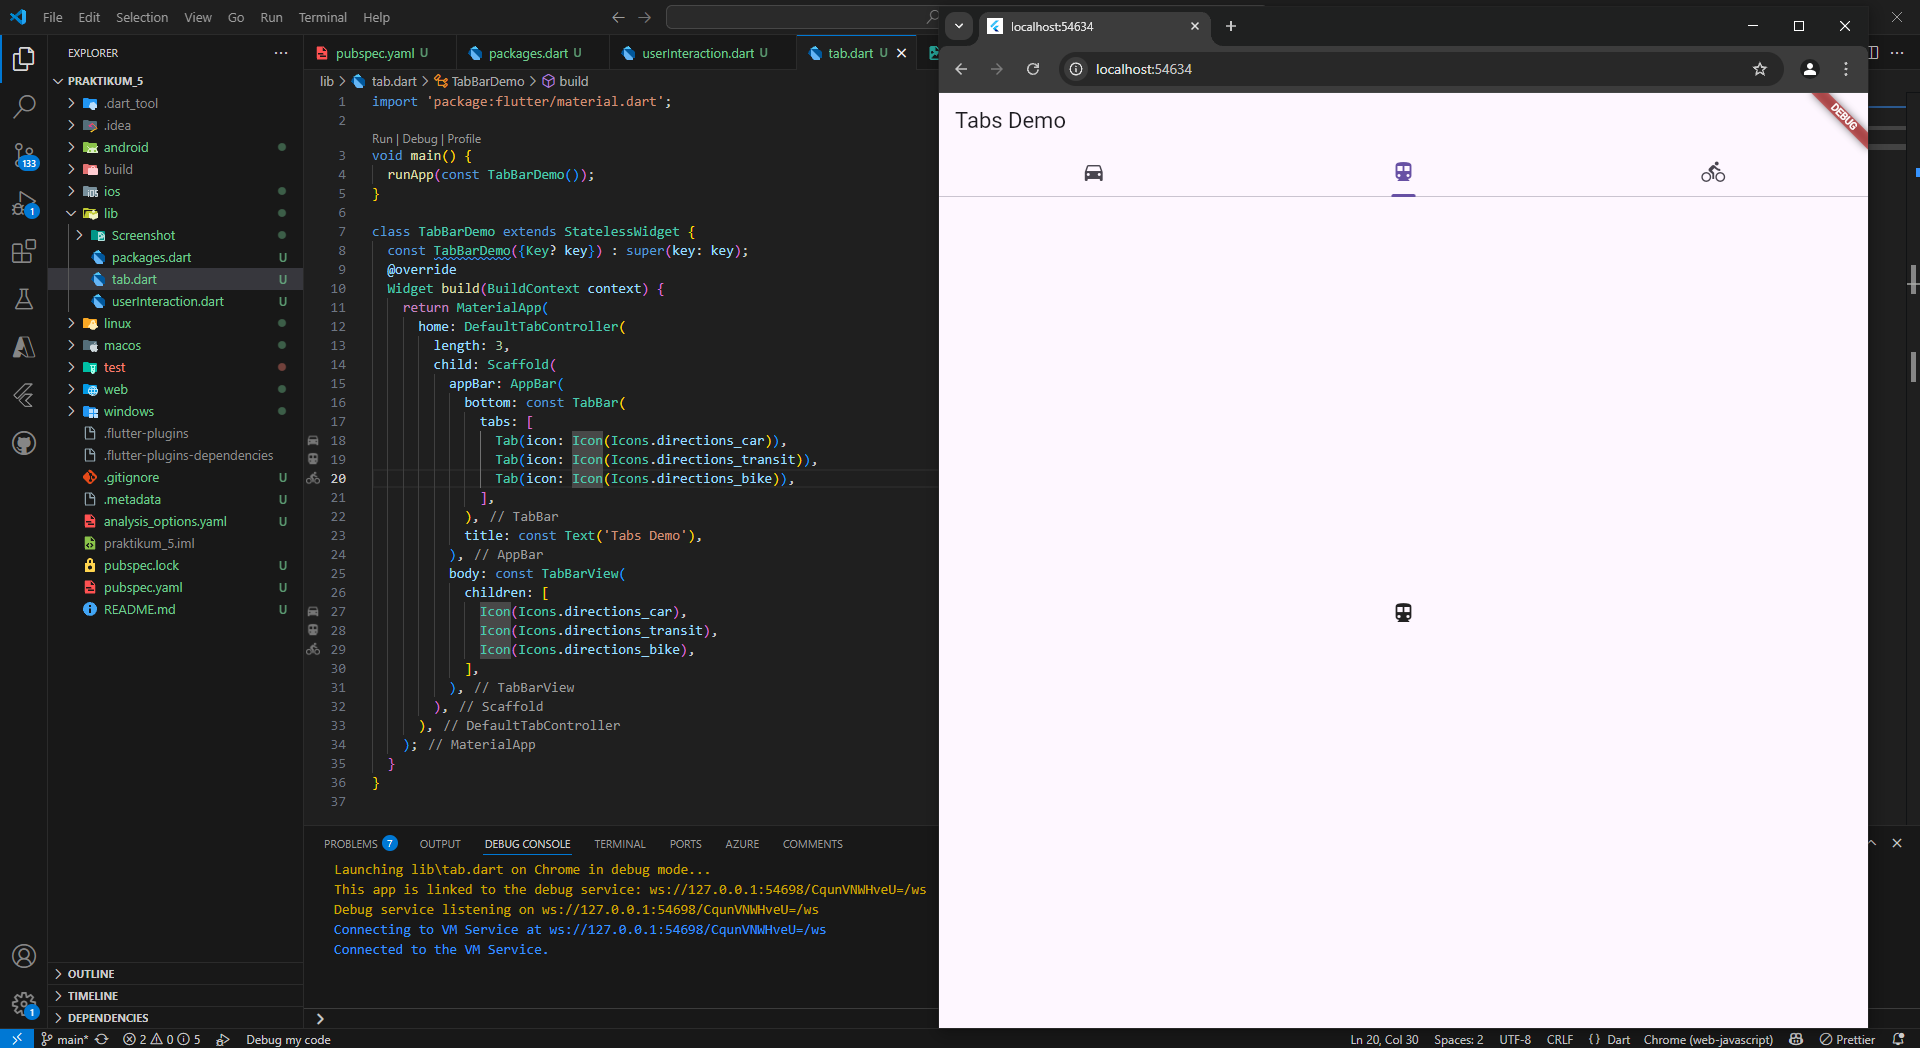 File Edit Selection View Go Run Terminal Help
EXPLORER
PRAKTIKUM_5
.dart_tool
.idea
android
build
ios
lib
Screenshot
packages.dart U
tab.dart U
userInteraction.dart U
linux
macos
test
web
windows
.flutter-plugins
.flutter-plugins-dependencies
.gitignore U
.metadata U
analysis_options.yaml U
praktikum_5.iml
pubspec.lock U
pubspec.yaml U
README.md U
OUTLINE
TIMELINE
DEPENDENCIES
133
1
1
pubspec.yaml U packages.dart U userInteraction.dart U tab.dart U
lib > tab.dart > TabBarDemo > build
1 import 'package:flutter/material.dart';
2
Run | Debug | Profile
3 void main() {
4 runApp(const TabBarDemo());
5 }
6
7 class TabBarDemo extends StatelessWidget {
8 const TabBarDemo({Key? key}) : super(key: key);
9 @override
10 Widget build(BuildContext context) {
11 return MaterialApp(
12 home: DefaultTabController(
13 length: 3,
14 child: Scaffold(
15 appBar: AppBar(
16 bottom: const TabBar(
17 tabs: [
18 Tab(icon: Icon(Icons.directions_car)),
19 Tab(icon: Icon(Icons.directions_transit)),
20 Tab(icon: Icon(Icons.directions_bike)),
21 ],
22 ), // TabBar
23 title: const Text('Tabs Demo'),
24 ), // AppBar
25 body: const TabBarView(
26 children: [
27 Icon(Icons.directions_car),
28 Icon(Icons.directions_transit),
29 Icon(Icons.directions_bike),
30 ],
31 ), // TabBarView
32 ), // Scaffold
33 ), // DefaultTabController
34 ); // MaterialApp
35 }
36 }
37
PROBLEMS 7 OUTPUT DEBUG CONSOLE TERMINAL PORTS AZURE COMMENTS
Launching lib\tab.dart on Chrome in debug mode...
This app is linked to the debug service: ws://127.0.0.1:54698/CqunVNWHveU=/ws
Debug service listening on ws://127.0.0.1:54698/CqunVNWHveU=/ws
Connecting to VM Service at ws://127.0.0.1:54698/CqunVNWHveU=/ws
Connected to the VM Service.
localhost:54634
localhost:54634
Tabs Demo
DEBUG
main* 2 0 5 Debug my code Ln 20, Col 30 Spaces: 2 UTF-8 CRLF { } Dart Chrome (web-javascript) Prettier